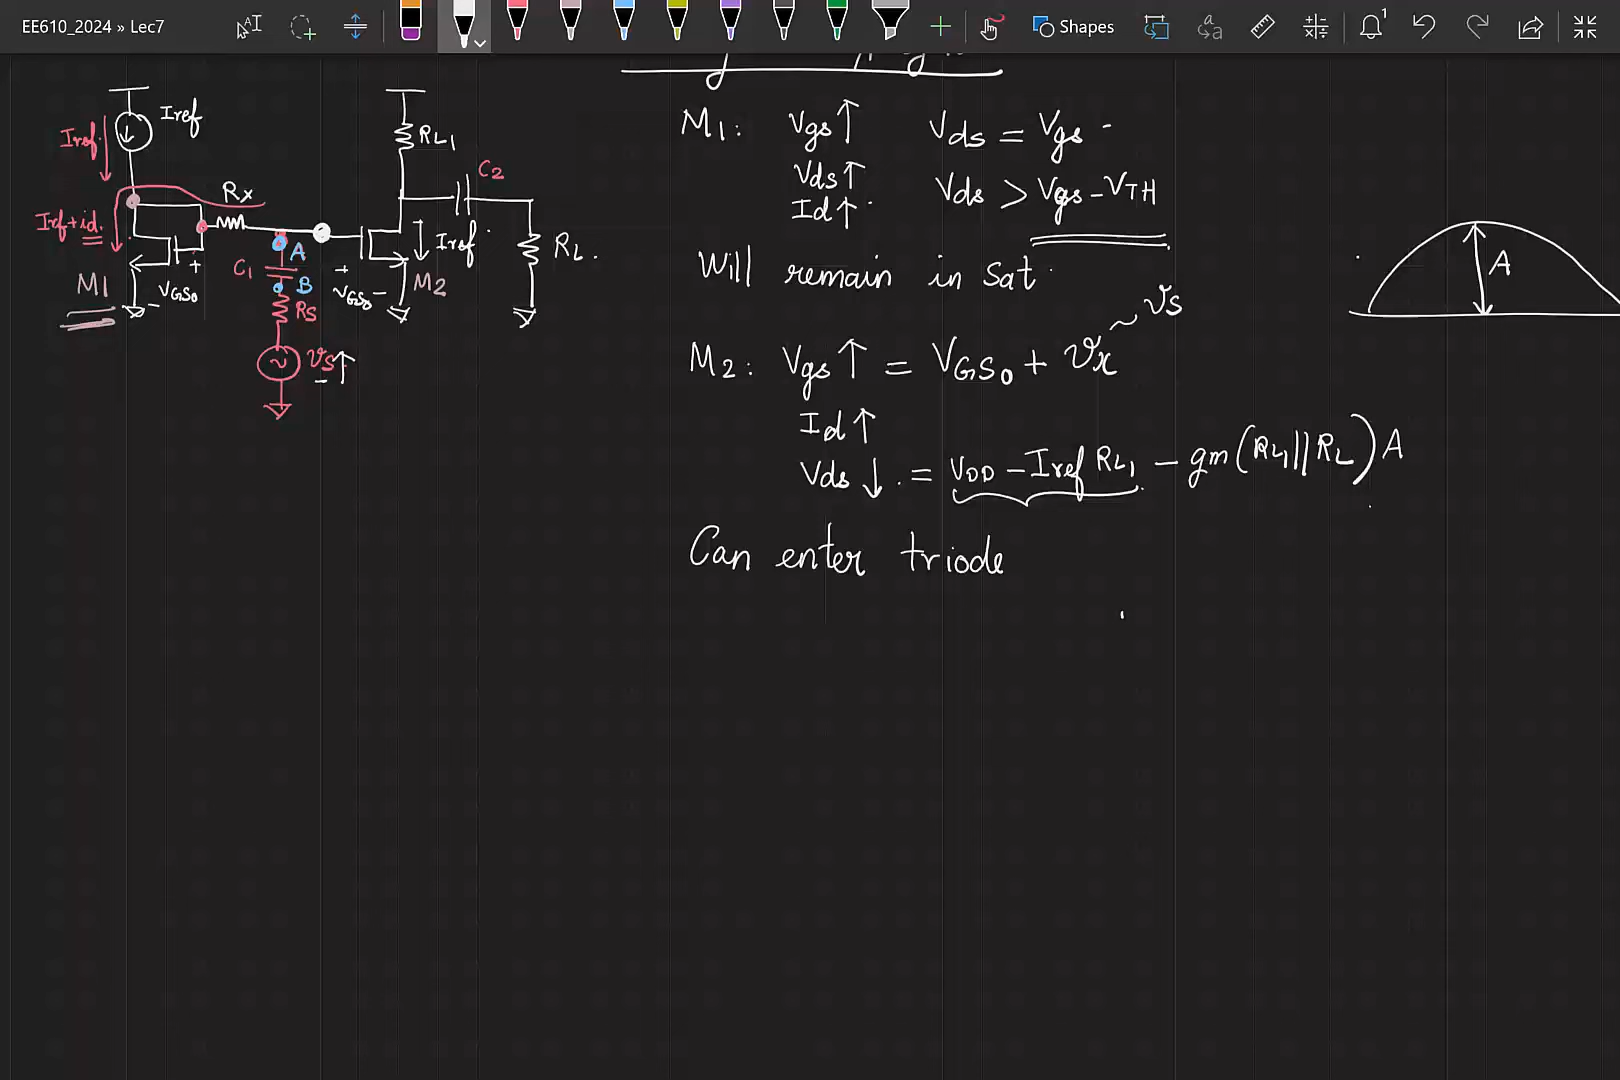 EE610_2024 » Lec7
Shapes
Iref
Iref
Iref+id
M1
+
VGS0
-
Rx
C1
A
B
Rs
vs↑
RL1
C2
Iref
+
VGS0
-
M2
RL
M1: Vgs↑ Vds = Vgs
Vds↑ Vds > Vgs - VTH
Id↑
Will remain in Sat
M2: Vgs↑ = VGS0 + vx ~ vs
Id↑
Vds↓ = VDD - Iref RL1 - gm(RL1||RL)A
Can enter triode
A